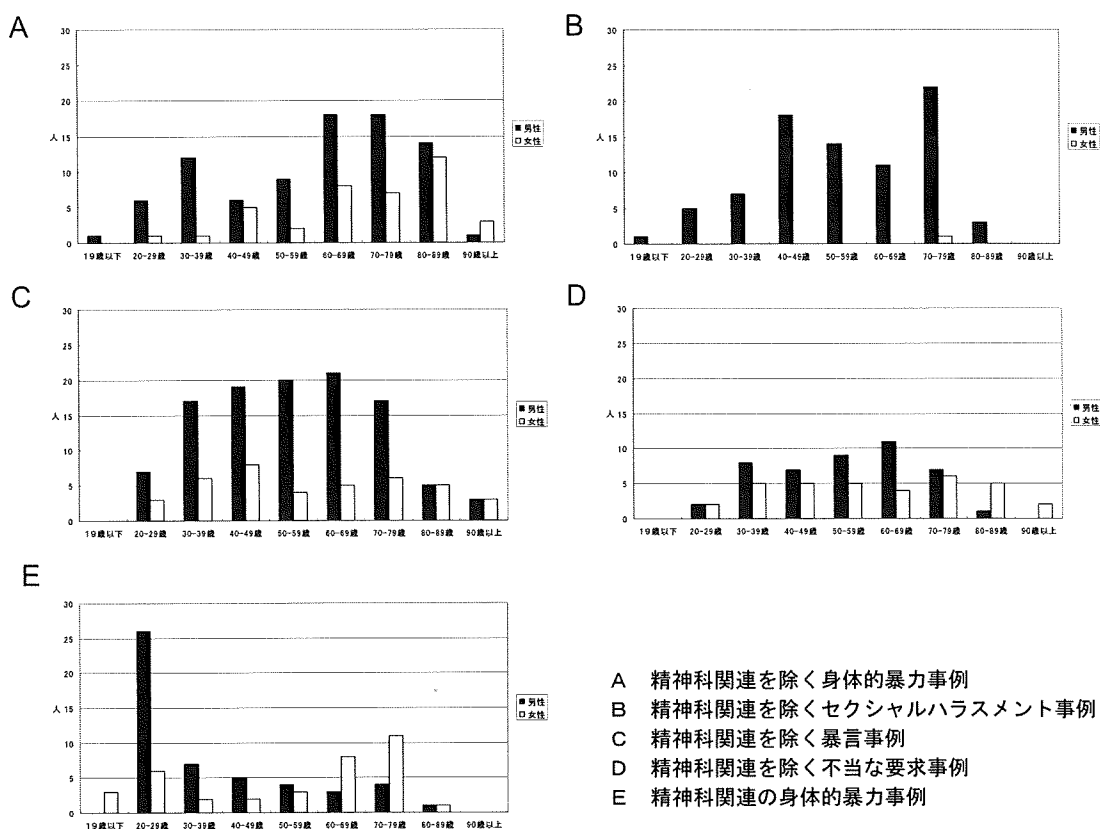 A
30
25
20
人 15
10
5
0
19歳以下 20-29歳 30-39歳 40-49歳 50-59歳 60-69歳 70-79歳 80-89歳 90歳以上
■男性
□女性
B
30
25
20
人 15
10
5
0
19歳以下 20-29歳 30-39歳 40-49歳 50-59歳 60-69歳 70-79歳 80-89歳 90歳以上
■男性
□女性
C
30
25
20
人 15
10
5
0
19歳以下 20-29歳 30-39歳 40-49歳 50-59歳 60-69歳 70-79歳 80-89歳 90歳以上
■男性
□女性
D
30
25
20
人 15
10
5
0
19歳以下 20-29歳 30-39歳 40-49歳 50-59歳 60-69歳 70-79歳 80-89歳 90歳以上
■男性
□女性
E
30
25
20
人 15
10
5
0
19歳以下 20-29歳 30-39歳 40-49歳 50-59歳 60-69歳 70-79歳 80-89歳 90歳以上
■男性
□女性
A 精神科関連を除く身体的暴力事例
B 精神科関連を除くセクシャルハラスメント事例
C 精神科関連を除く暴言事例
D 精神科関連を除く不当な要求事例
E 精神科関連の身体的暴力事例